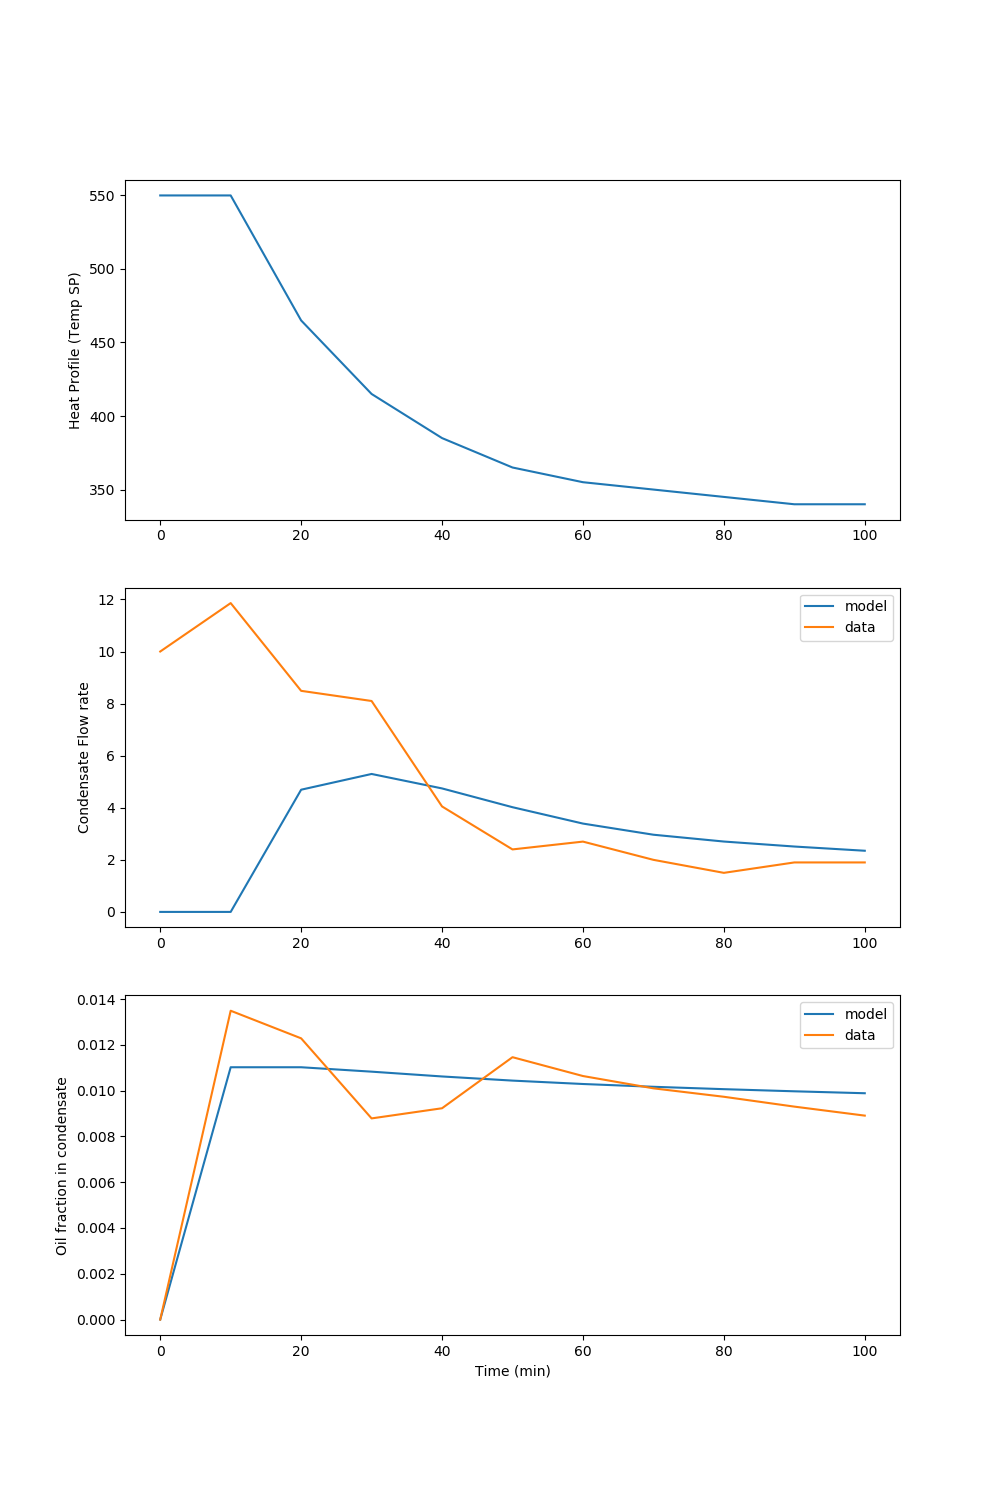 Heat Profile (Temp SP)
550
500
450
400
350
0 20 40 60 80 100
Condensate Flow rate
12
10
8
6
4
2
0
model
data
0 20 40 60 80 100
Oil fraction in condensate
0.014
0.012
0.010
0.008
0.006
0.004
0.002
0.000
model
data
0 20 40 60 80 100
Time (min)